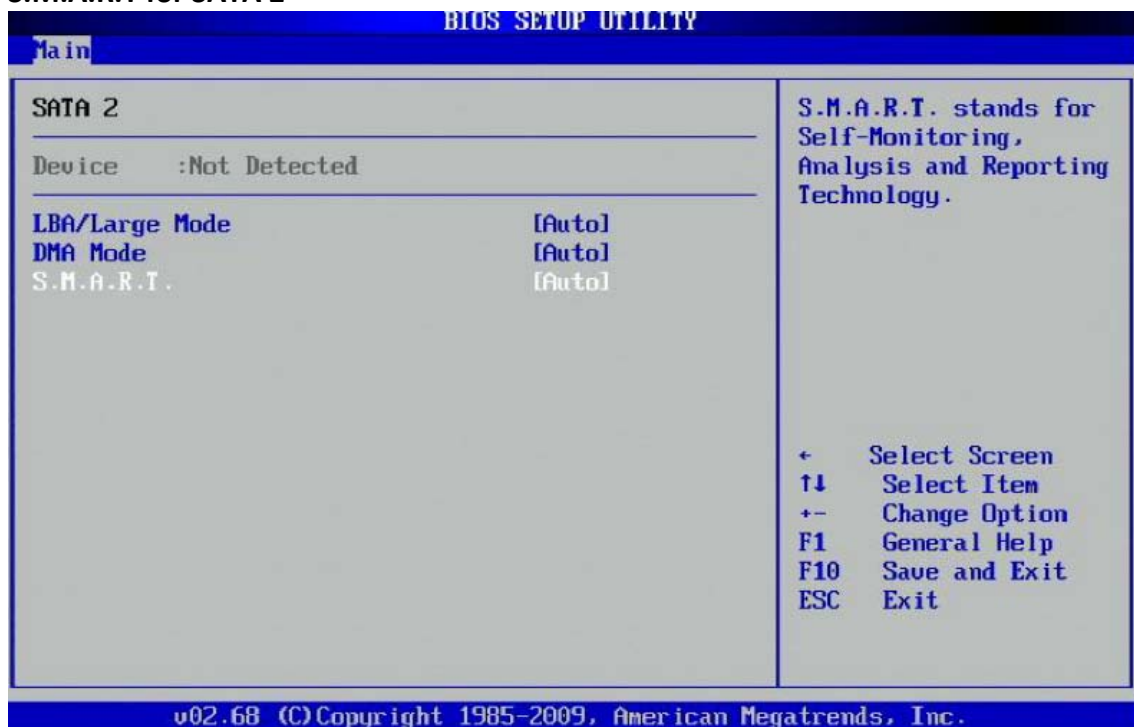 BIOS SETUP UTILITY
Main
SATA 2
Device :Not Detected
LBA/Large Mode [Auto]
DMA Mode [Auto]
S.M.A.R.T. [Auto]
S.M.A.R.T. stands for
Self-Monitoring,
Analysis and Reporting
Technology.
← Select Screen
↑↓ Select Item
+- Change Option
F1 General Help
F10 Save and Exit
ESC Exit
v02.68 (C)Copyright 1985-2009, American Megatrends, Inc.